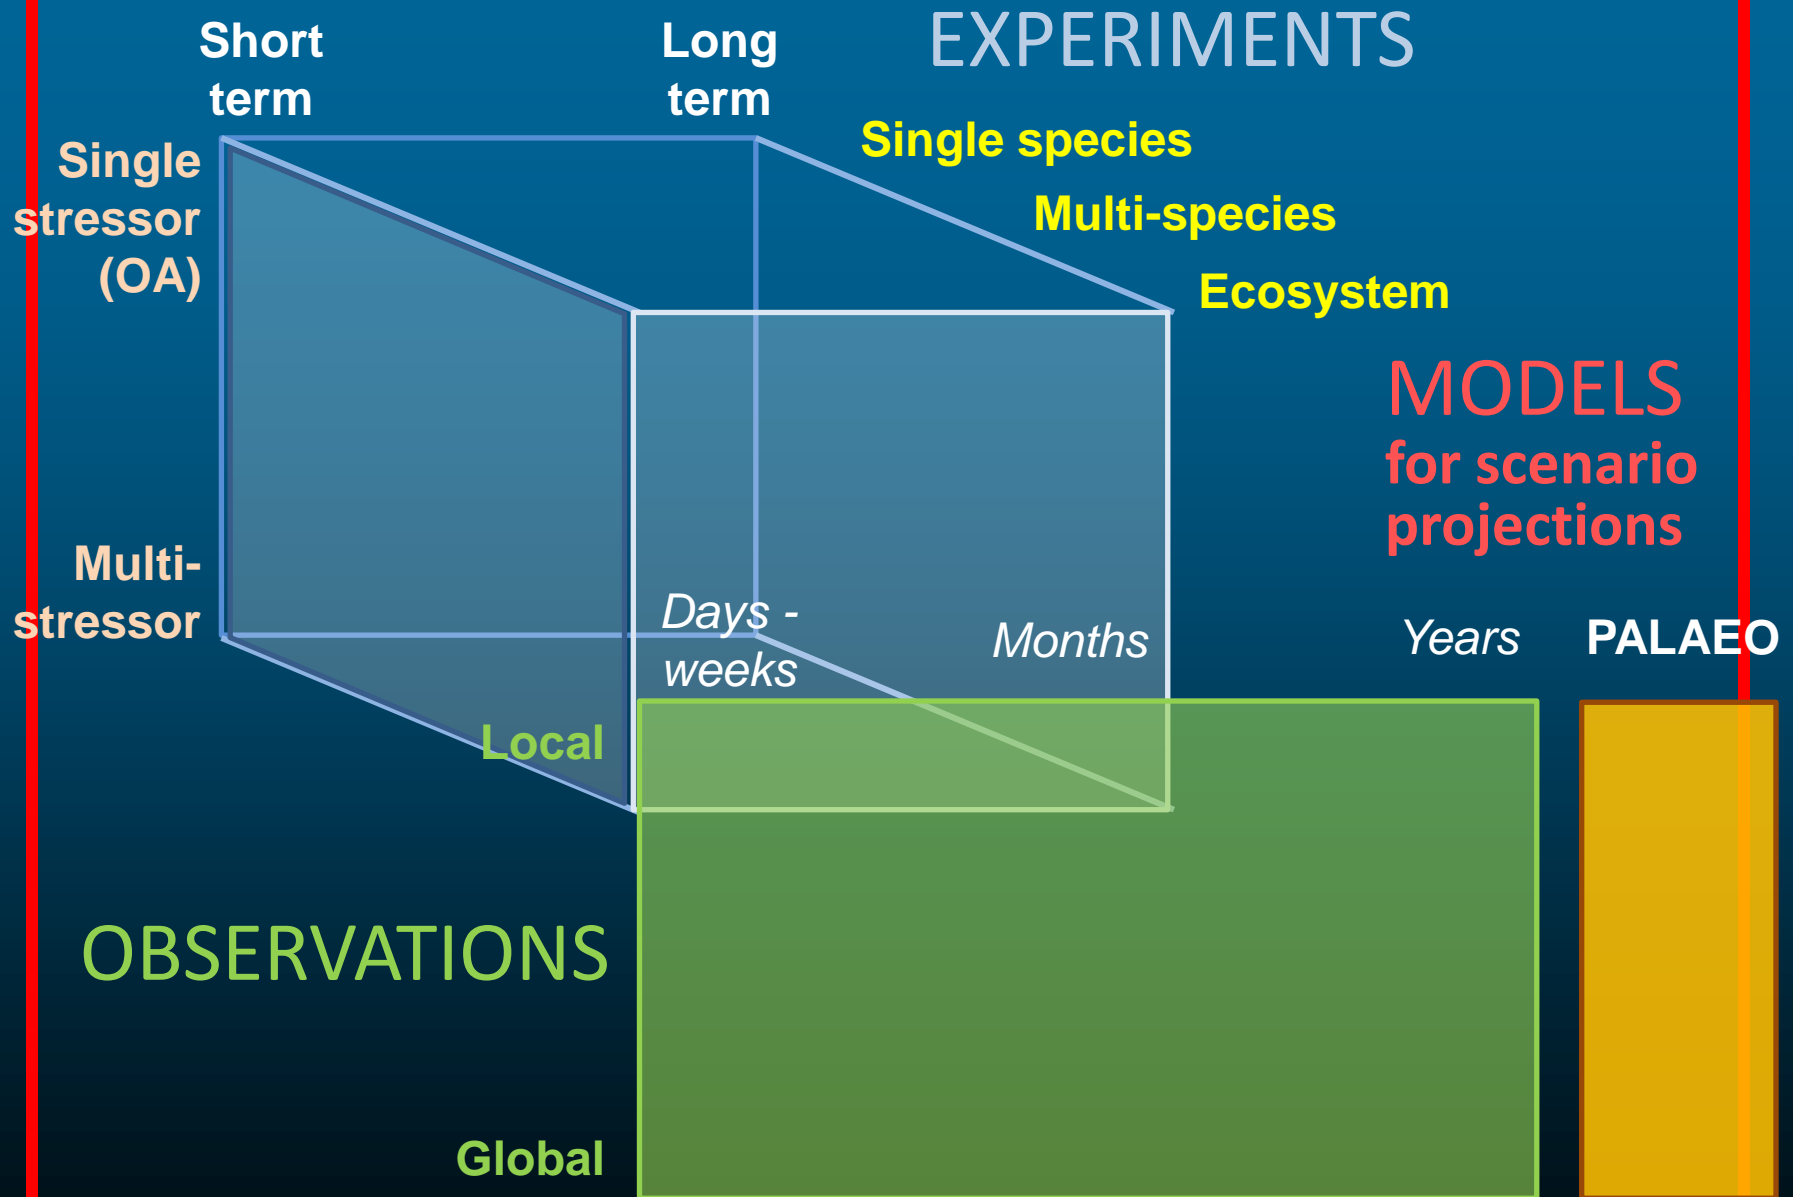 EXPERIMENTS
Short
term
Long
term
Single species
Single
stressor
(OA)
Multi-species
Ecosystem
MODELS
for scenario
projections
Multi-
stressor
Days -
weeks
Months
Years
PALAEO
Local
OBSERVATIONS
Global